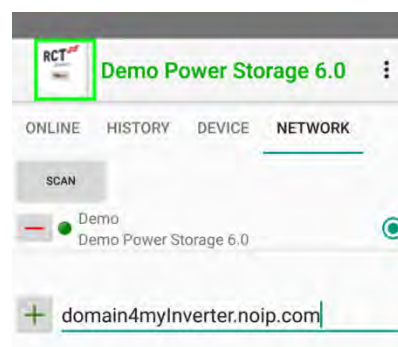 RCT
Demo Power Storage 6.0
ONLINE HISTORY DEVICE NETWORK
SCAN
Demo
Demo Power Storage 6.0
domain4myInverter.noip.com